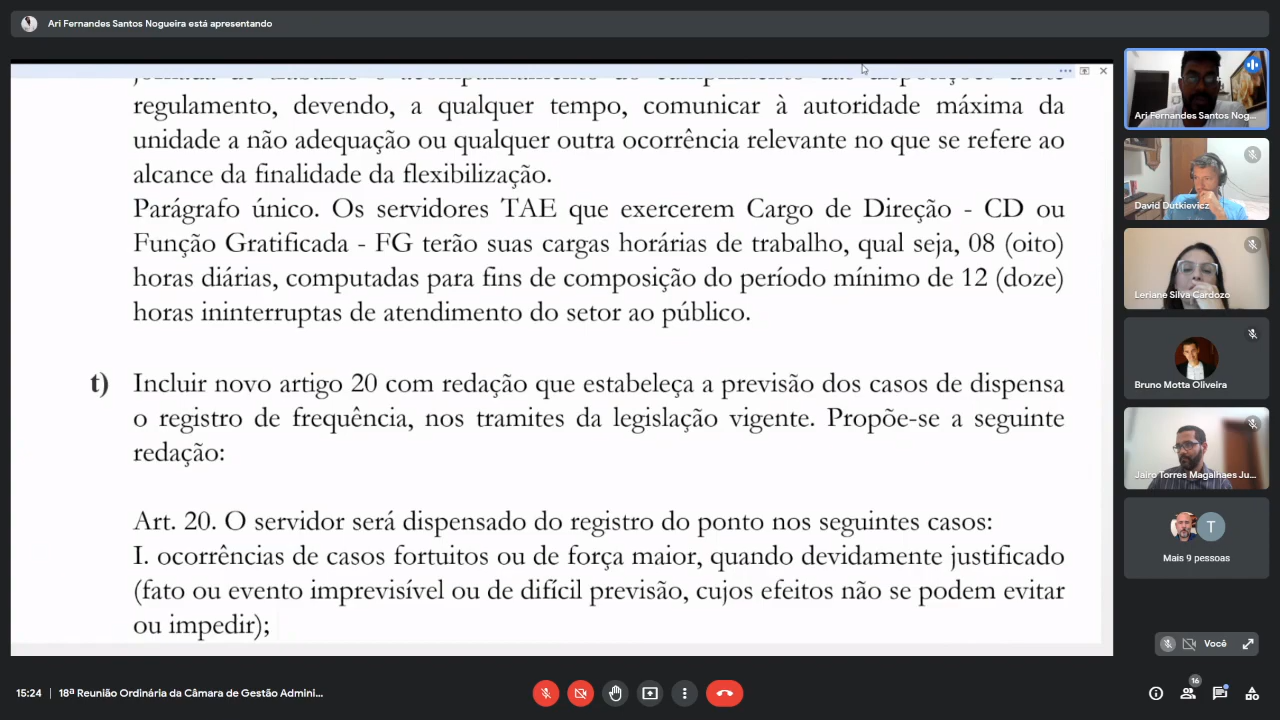 Ari Fernandes Santos Nogueira está apresentando
regulamento, devendo, a qualquer tempo, comunicar à autoridade máxima da
unidade a não adequação ou qualquer outra ocorrência relevante no que se refere ao
alcance da finalidade da flexibilização.
Parágrafo único. Os servidores TAE que exercerem Cargo de Direção - CD ou
Função Gratificada - FG terão suas cargas horárias de trabalho, qual seja, 08 (oito)
horas diárias, computadas para fins de composição do período mínimo de 12 (doze)
horas ininterruptas de atendimento do setor ao público.
t) Incluir novo artigo 20 com redação que estabeleça a previsão dos casos de dispensa
o registro de frequência, nos tramites da legislação vigente. Propõe-se a seguinte
redação:
Art. 20. O servidor será dispensado do registro do ponto nos seguintes casos:
I. ocorrências de casos fortuitos ou de força maior, quando devidamente justificado
(fato ou evento imprevisível ou de difícil previsão, cujos efeitos não se podem evitar
ou impedir);
Ari Fernandes Santos Nog...
David Dutkievicz
Leriane Silva Cardozo
Bruno Motta Oliveira
Jairo Torres Magalhaes Ju...
T
Mais 9 pessoas
Você
15:24 | 18ª Reunião Ordinária da Câmara de Gestão Admini...
16